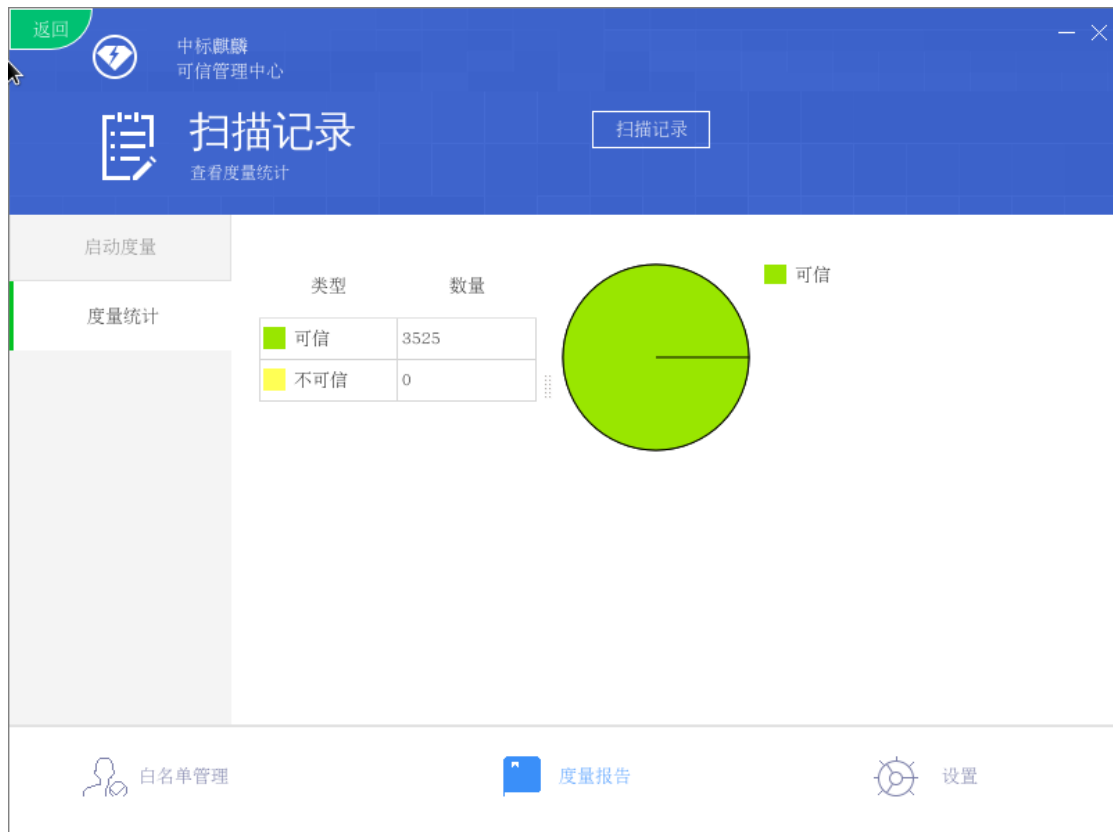 返回
中标麒麟
可信管理中心
扫描记录
查看度量统计
扫描记录
启动度量
度量统计
类型 数量
可信 3525
不可信 0
可信
白名单管理
度量报告
设置